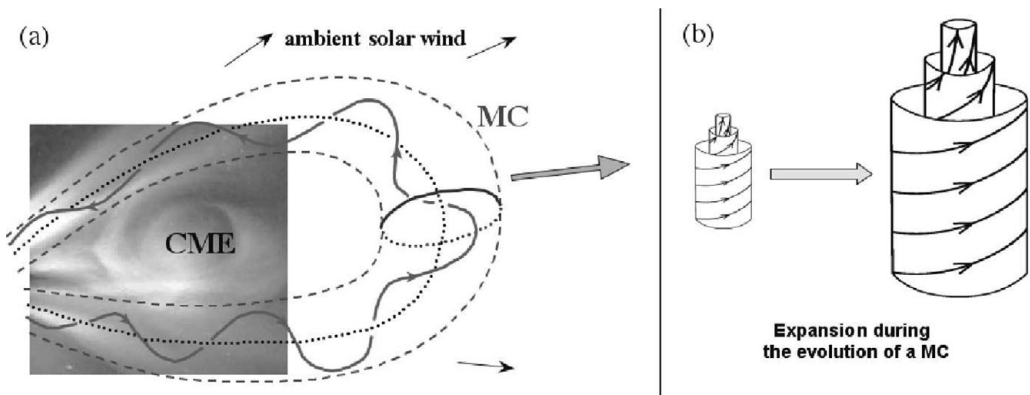 (a)
ambient solar wind
MC
CME
(b)
Expansion during
the evolution of a MC